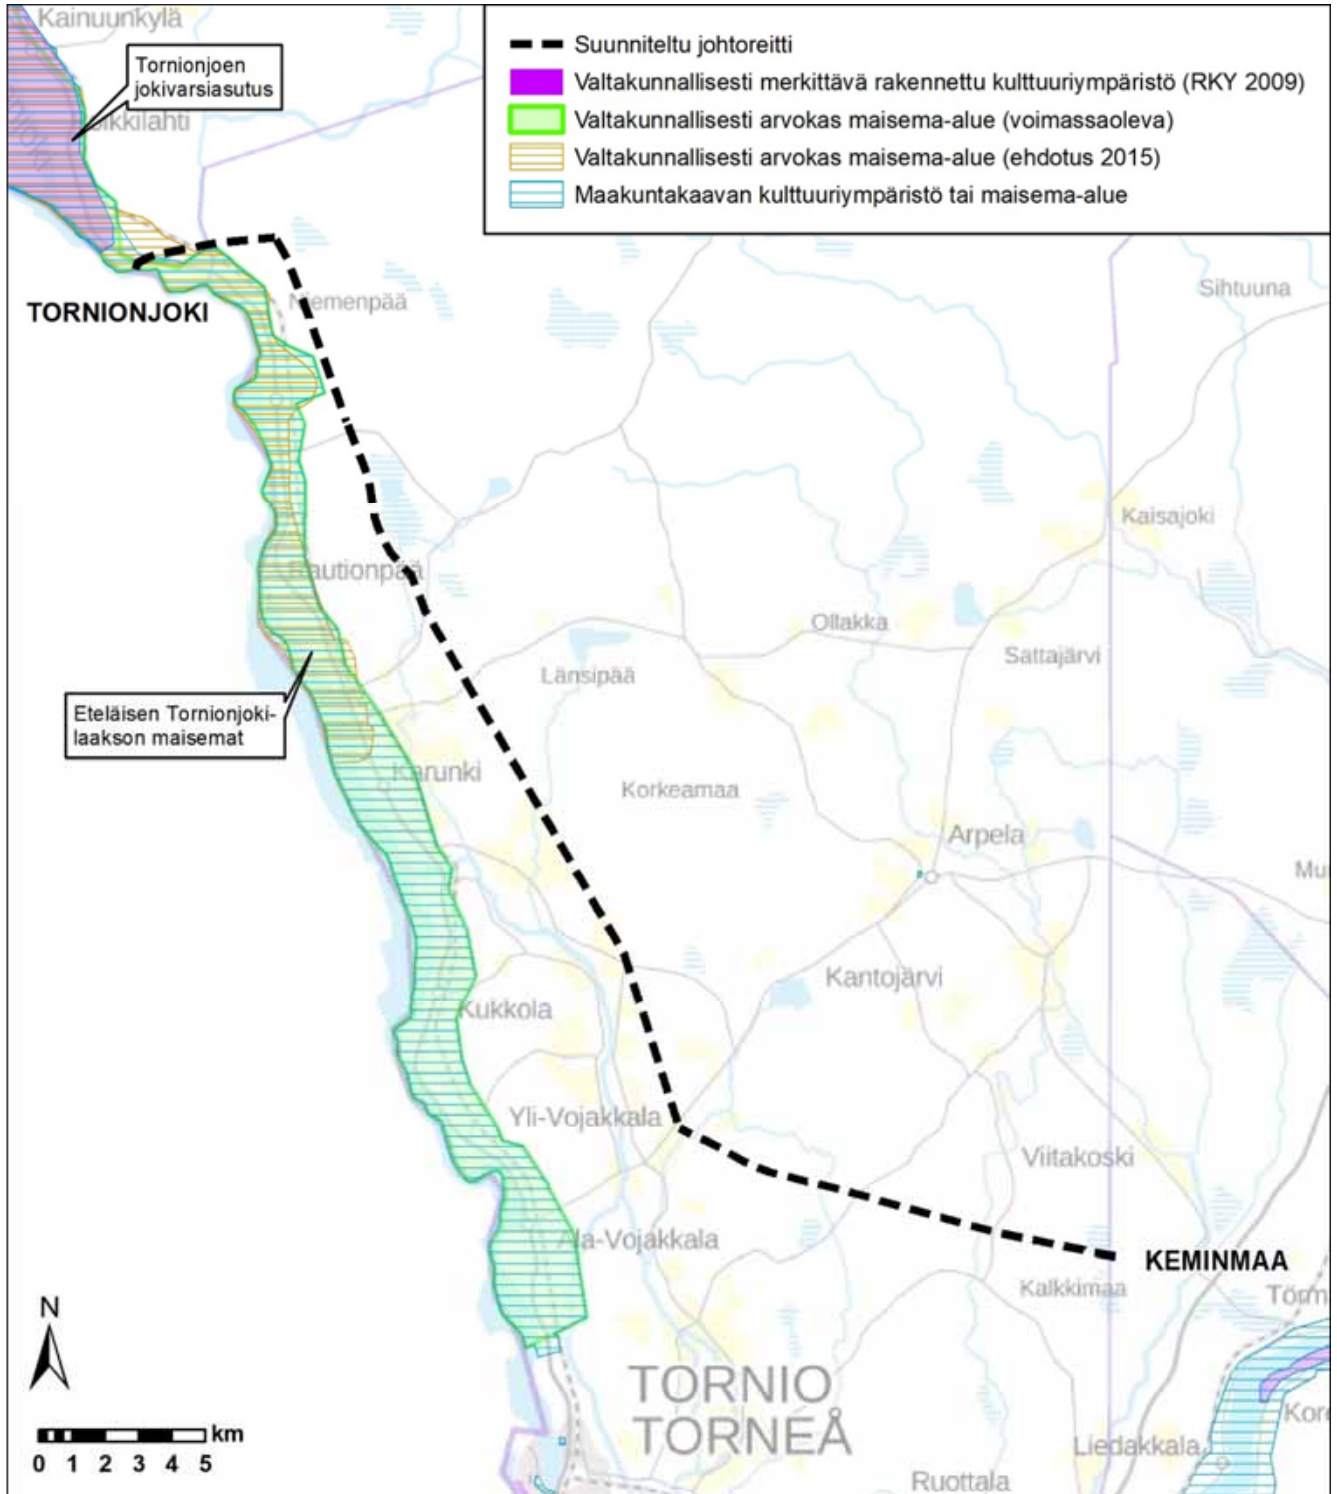 Kainuunkylä
Tornionjoen
jokivarsiasutus
Suunniteltu johtoreitti
Valtakunnallisesti merkittävä rakennettu kulttuuriympäristö (RKY 2009)
Valtakunnallisesti arvokas maisema-alue (voimassaoleva)
Valtakunnallisesti arvokas maisema-alue (ehdotus 2015)
Maakuntakaavan kulttuuriympäristö tai maisema-alue
TORNIONJOKI
Niemenpää
Sihtuuna
Kaisajoki
Ollakka
Sattajärvi
Länsipää
Eteläisen Tornionjoki-
laakson maisemat
Karunki
Korkeamaa
Arpela
Kantojärvi
Kukkola
Yli-Vojakkala
Viitakoski
Ala-Vojakkala
KEMINMAA
Kalkkimaa
N
TORNIO
TORNEÅ
km
0 1 2 3 4 5
Liedakkala
Ruottala